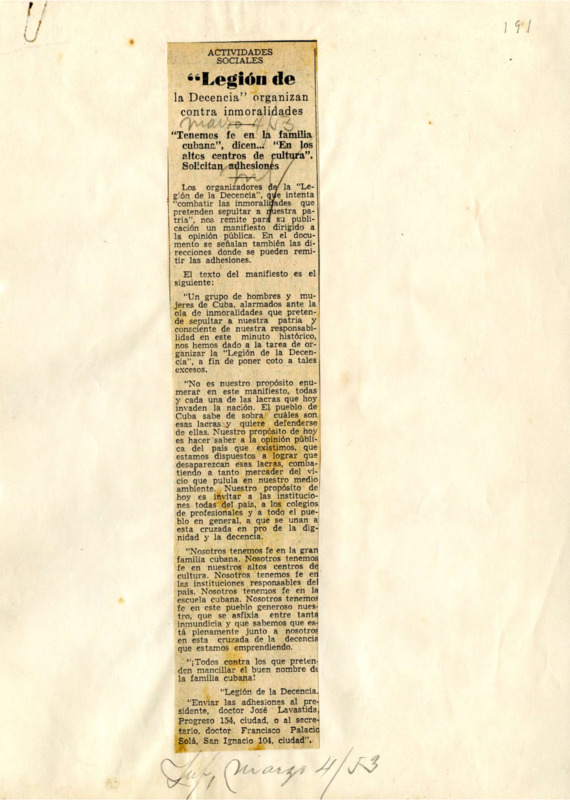 191
ACTIVIDADES
SOCIALES
"Legión de
la Decencia" organizan
contra inmoralidades
marzo 4/53
"Tenemos fe en la familia
cubana", dicen... "En los
altos centros de cultura".
Solicitan adhesiones
Los organizadores de la "Le-
gión de la Decencia", que intenta
"combatir las inmoralidades que
pretenden sepultar a nuestra pa-
tria", nos remite para su publi-
cación un manifiesto dirigido a
la opinión pública. En el docu-
mento se señalan también las di-
recciones donde se pueden remi-
tir las adhesiones.
El texto del manifiesto es el
siguiente:
"Un grupo de hombres y mu-
jeres de Cuba, alarmados ante la
ola de inmoralidades que preten-
de sepultar a nuestra patria y
consciente de nuestra responsabi-
lidad en este minuto histórico,
nos hemos dado a la tarea de or-
ganizar la "Legión de la Decen-
cia", a fin de poner coto a tales
excesos.
"No es nuestro propósito enu-
merar en este manifiesto, todas
y cada una de las lacras que hoy
invaden la nación. El pueblo de
Cuba sabe de sobra cuáles son
esas lacras y quiere defenderse
de ellas. Nuestro propósito de hoy
es hacer saber a la opinión públi-
ca del país que existimos, que
estamos dispuestos a lograr que
desaparezcan esas lacras, comba-
tiendo a tanto mercader del vi-
cio que pulula en nuestro medio
ambiente. Nuestro propósito de
hoy es invitar a las institucio-
nes todas del país, a los colegios
de profesionales y a todo el pue-
blo en general, a que se unan a
esta cruzada en pro de la dig-
nidad y la decencia.
"Nosotros tenemos fe en la gran
familia cubana. Nosotros tenemos
fe en nuestros altos centros de
cultura. Nosotros tenemos fe en
las instituciones responsables del
país. Nosotros tenemos fe en la
escuela cubana. Nosotros tenemos
fe en este pueblo generoso nues-
tro, que se asfixia entre tanta
inmundicia y que sabemos que es-
tá plenamente junto a nosotros
en esta cruzada de la decencia
que estamos emprendiendo.
"¡Todos contra los que preten-
den mancillar el buen nombre de
la familia cubana!
"Legión de la Decencia.
"Enviar las adhesiones al pre-
sidente, doctor José Lavastida,
Progreso 154, ciudad, o al secre-
tario, doctor Francisco Palacio
Solá, San Ignacio 104, ciudad".
marzo 4/53